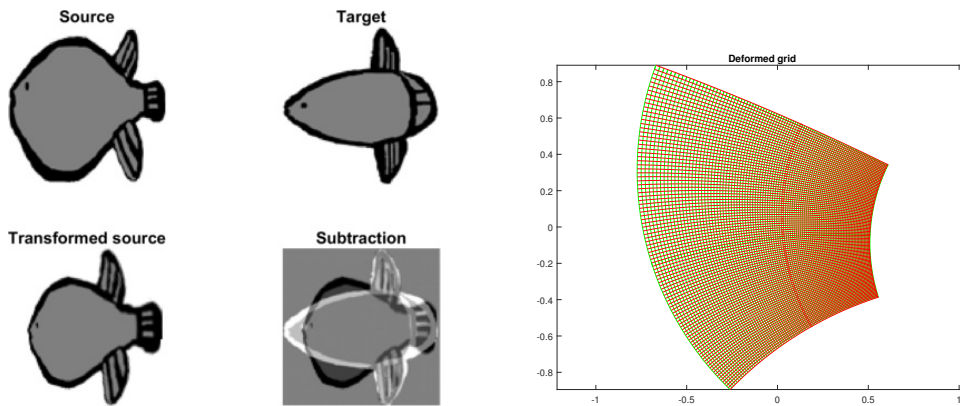 Source
Target
Transformed source
Subtraction
Deformed grid
0.8
0.6
0.4
0.2
0
-0.2
-0.4
-0.6
-0.8
-1
-0.5
0
0.5
1